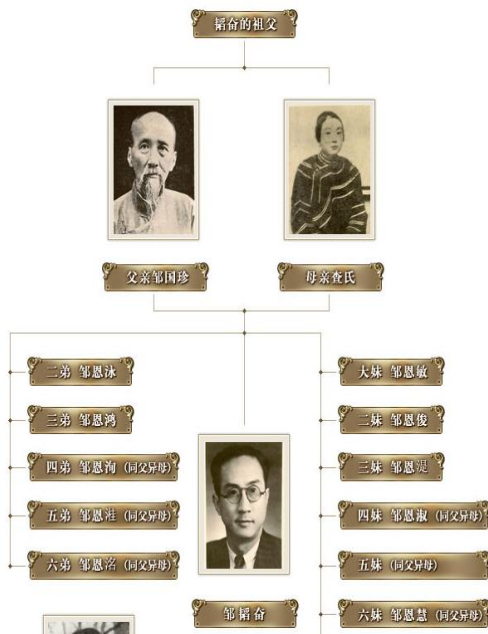 韬奋的祖父
父亲邹国珍
母亲查氏
二弟 邹恩泳
三弟 邹恩鸿
四弟 邹恩洵 (同父异母)
五弟 邹恩淮 (同父异母)
六弟 邹恩洺 (同父异母)
大妹 邹恩敏
二妹 邹恩俊
三妹 邹恩湜
四妹 邹恩淑 (同父异母)
五妹 (同父异母)
六妹 邹恩慧 (同父异母)
邹韬奋